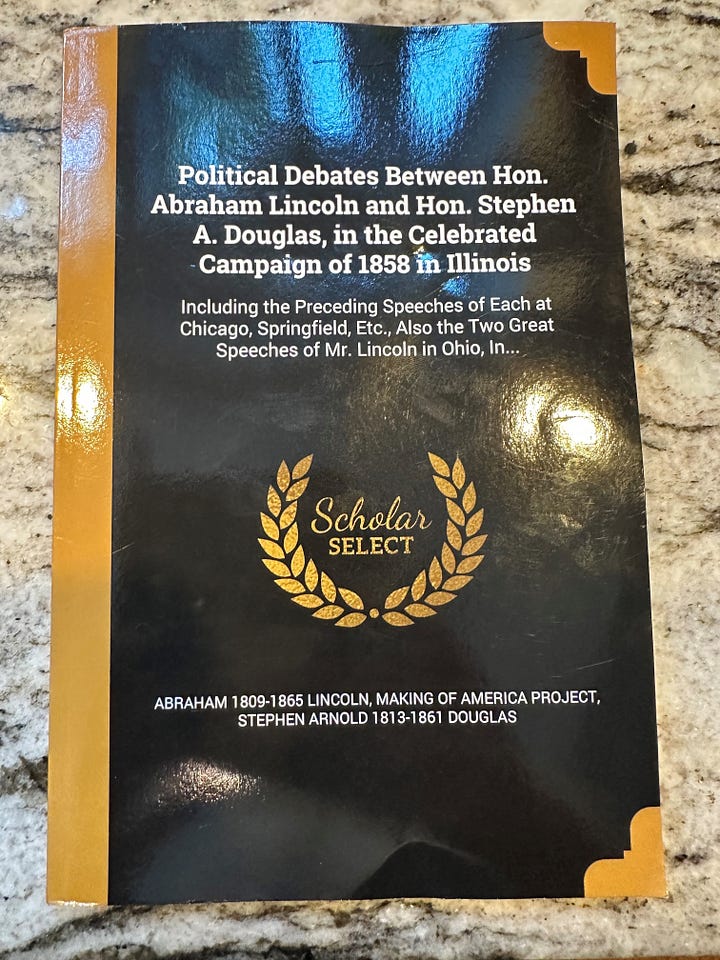 Political Debates Between Hon.
Abraham Lincoln and Hon. Stephen
A. Douglas, in the Celebrated
Campaign of 1858 in Illinois
Including the Preceding Speeches of Each at
Chicago, Springfield, Etc., Also the Two Great
Speeches of Mr. Lincoln in Ohio, In...
Scholar
SELECT
ABRAHAM 1809-1865 LINCOLN, MAKING OF AMERICA PROJECT,
STEPHEN ARNOLD 1813-1861 DOUGLAS